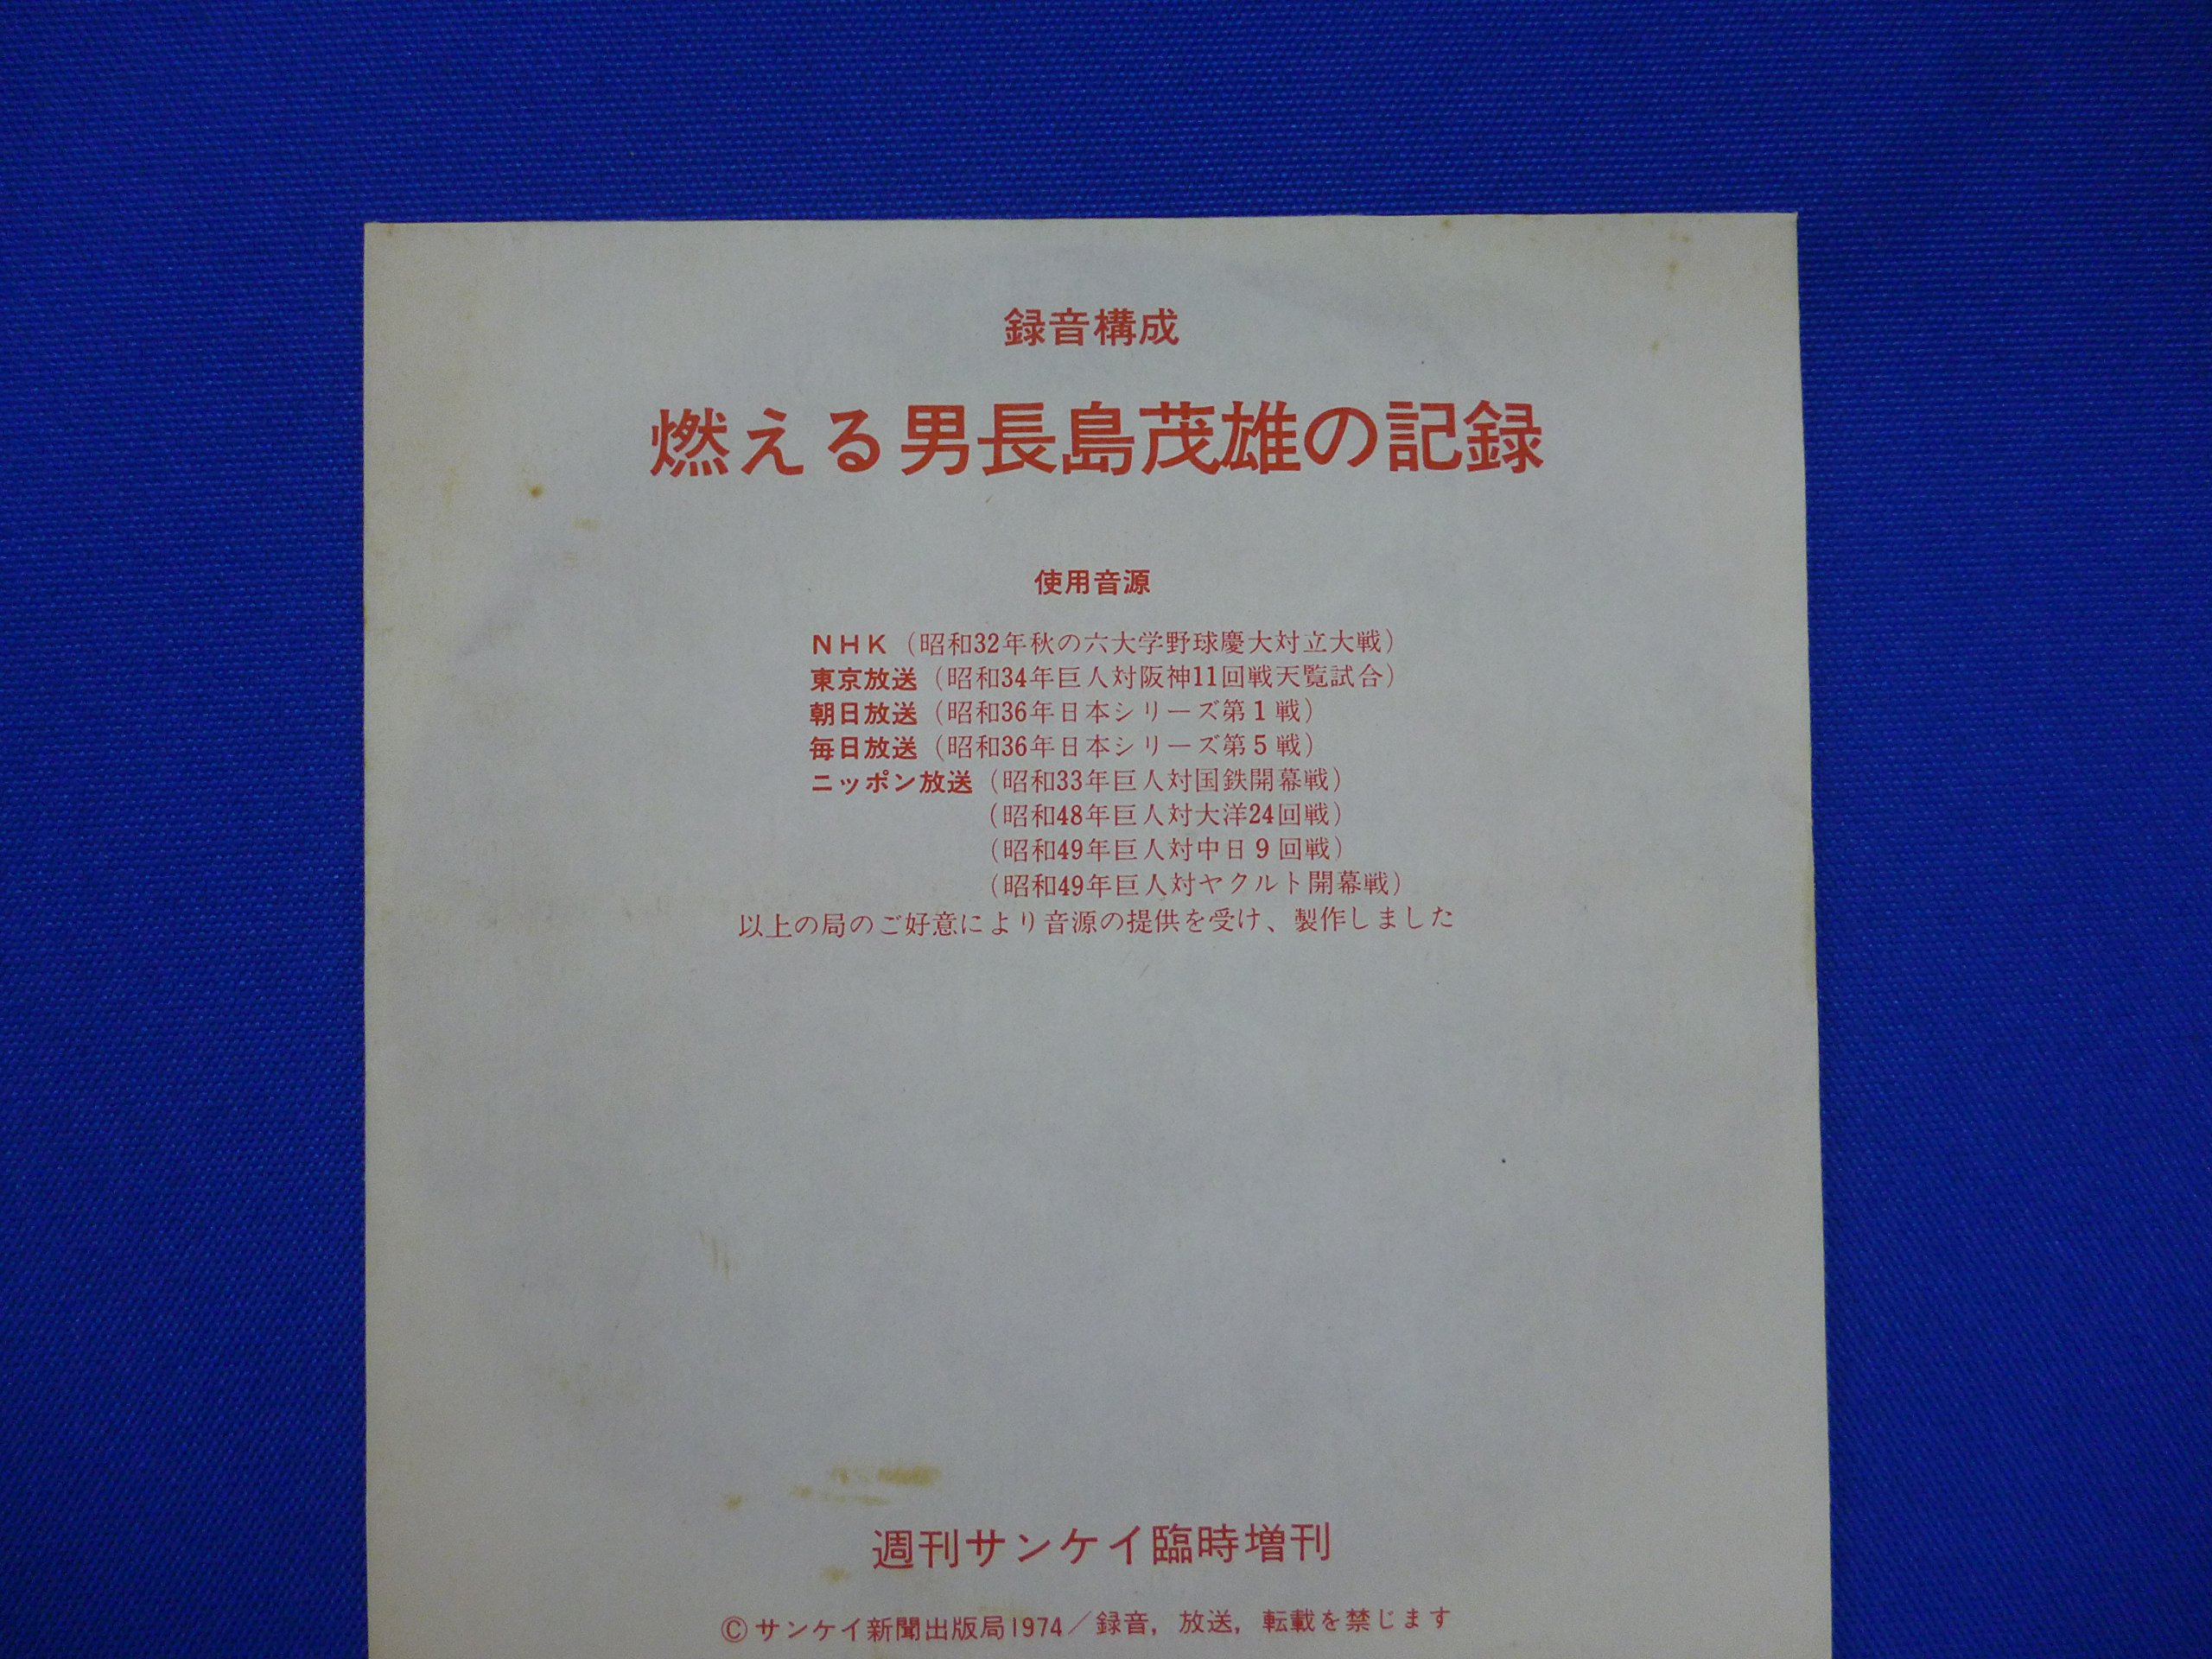 録音構成
燃える男長島茂雄の記録
使用音源
NHK（昭和32年秋の六大学野球慶大対立大戦）
東京放送（昭和34年巨人対阪神11回戦天覧試合）
朝日放送（昭和36年日本シリーズ第1戦）
毎日放送（昭和36年日本シリーズ第5戦）
ニッポン放送（昭和33年巨人対国鉄開幕戦）
（昭和48年巨人対大洋24回戦）
（昭和49年巨人対中日9回戦）
（昭和49年巨人対ヤクルト開幕戦）
以上の局のご好意により音源の提供を受け、製作しました
週刊サンケイ臨時増刊
©サンケイ新聞出版局1974／録音，放送，転載を禁じます